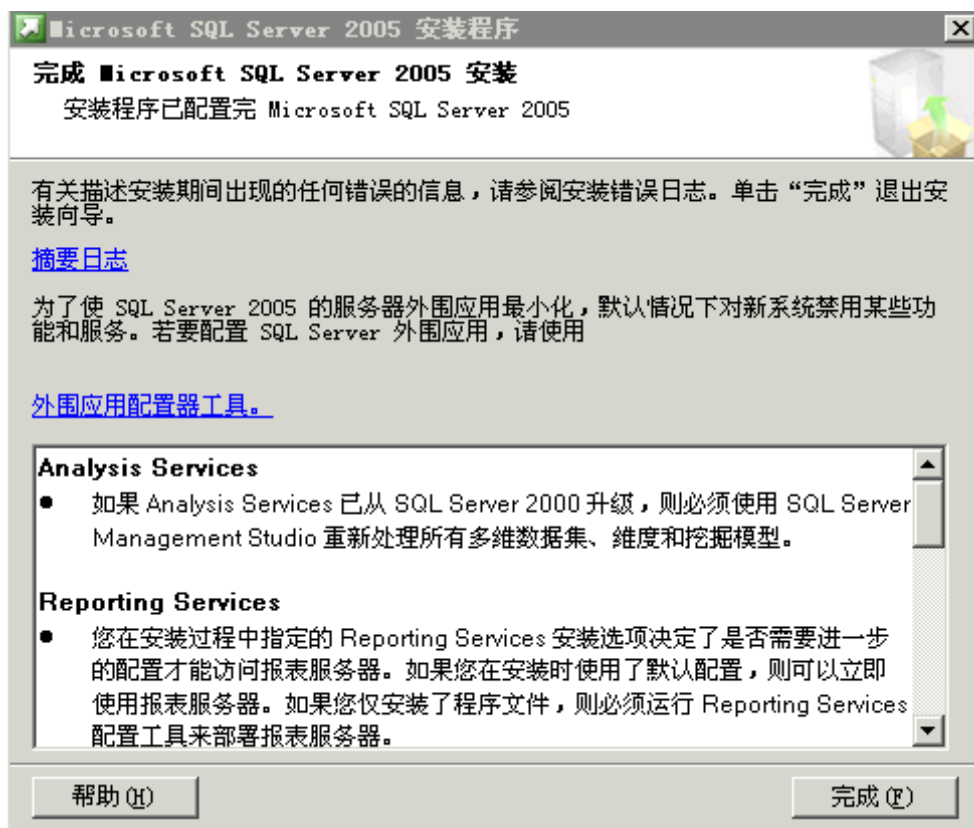 Microsoft SQL Server 2005 安装程序
完成 Microsoft SQL Server 2005 安装
安装程序已配置完 Microsoft SQL Server 2005
有关描述安装期间出现的任何错误的信息，请参阅安装错误日志。单击“完成”退出安
装向导。
摘要日志
为了使 SQL Server 2005 的服务器外围应用最小化，默认情况下对新系统禁用某些功
能和服务。若要配置 SQL Server 外围应用，请使用
外围应用配置器工具。
Analysis Services
● 如果 Analysis Services 已从 SQL Server 2000 升级，则必须使用 SQL Server
Management Studio 重新处理所有多维数据集、维度和挖掘模型。
Reporting Services
● 您在安装过程中指定的 Reporting Services 安装选项决定了是否需要进一步
的配置才能访问报表服务器。如果您在安装时使用了默认配置，则可以立即
使用报表服务器。如果您仅安装了程序文件，则必须运行 Reporting Services
配置工具来部署报表服务器。
帮助(H)
完成(F)